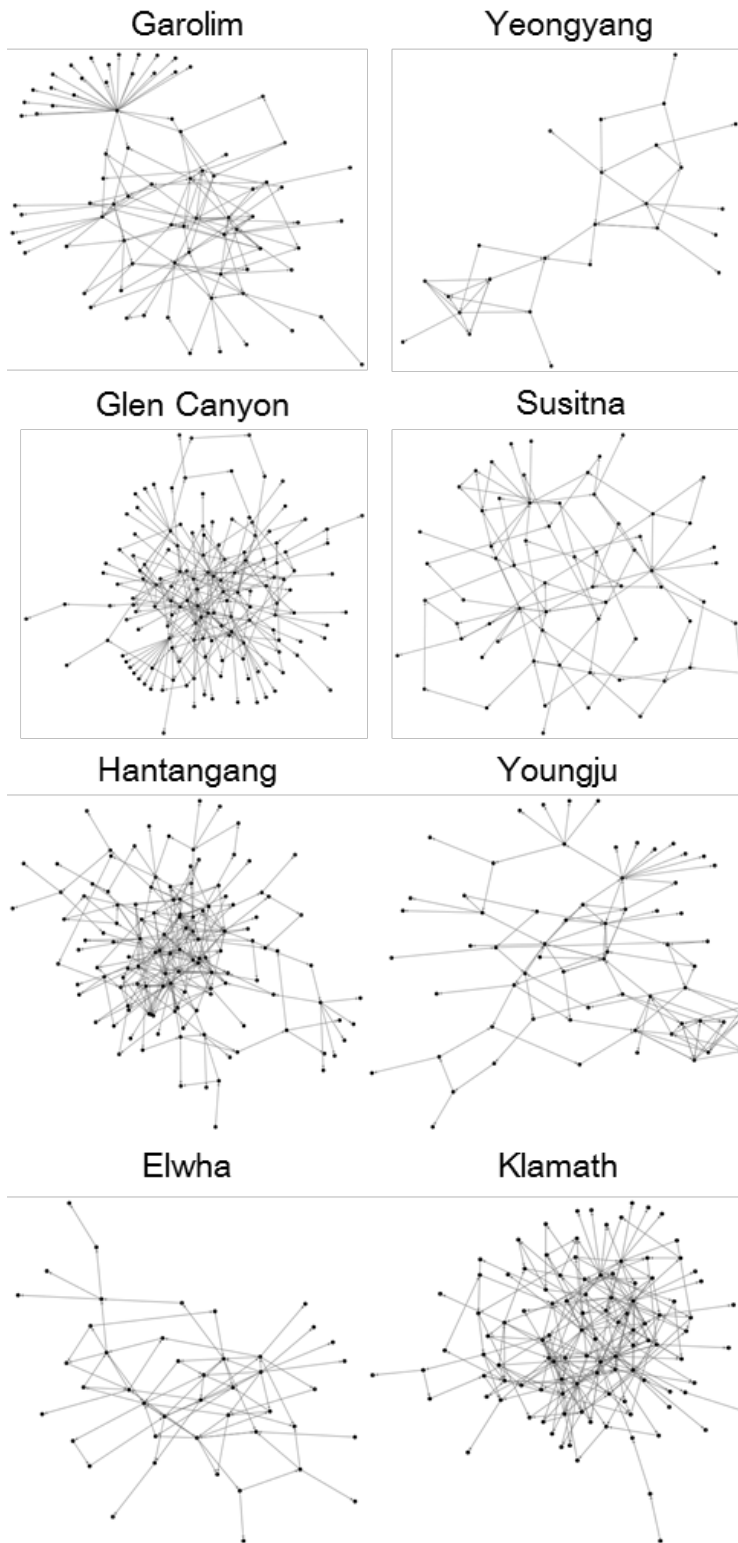 Garolim
Yeongyang
Glen Canyon
Susitna
Hantangang
Youngju
Elwha
Klamath